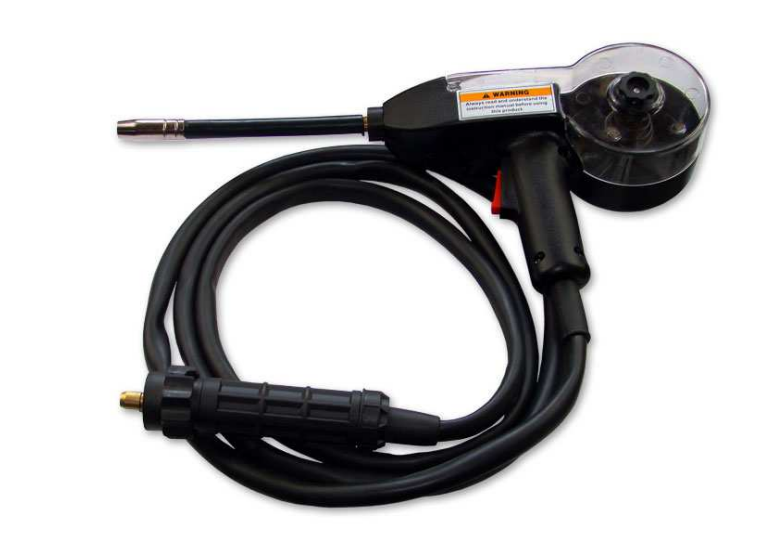 WARNING
Always read and understand the
instruction manual before using
this product.